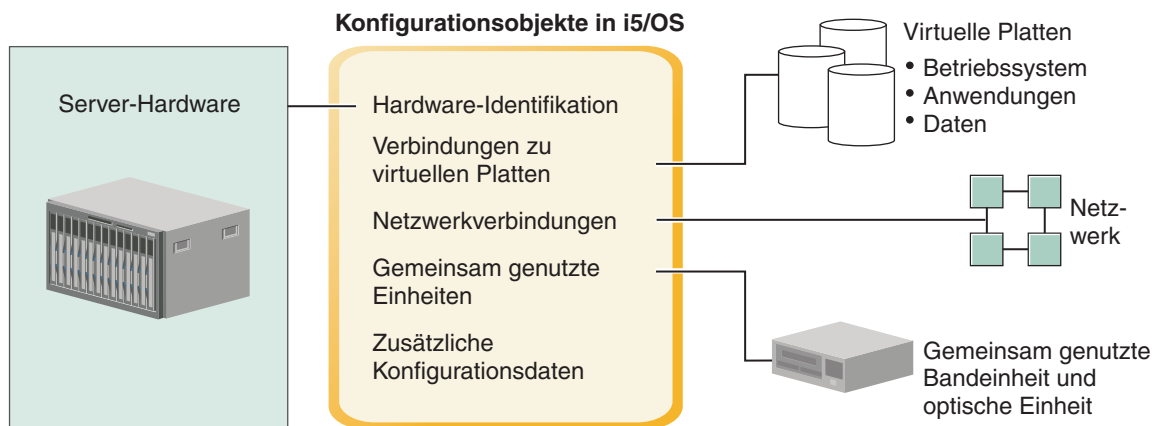 Konfigurationsobjekte in i5/OS
Server-Hardware
Hardware-Identifikation
Verbindungen zu
virtuellen Platten
Netzwerkverbindungen
Gemeinsam genutzte
Einheiten
Zusätzliche
Konfigurationsdaten
Virtuelle Platten
• Betriebssystem
• Anwendungen
• Daten
Netz-
werk
Gemeinsam genutzte
Bandeinheit und
optische Einheit